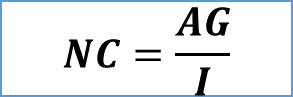 NC = AG / I